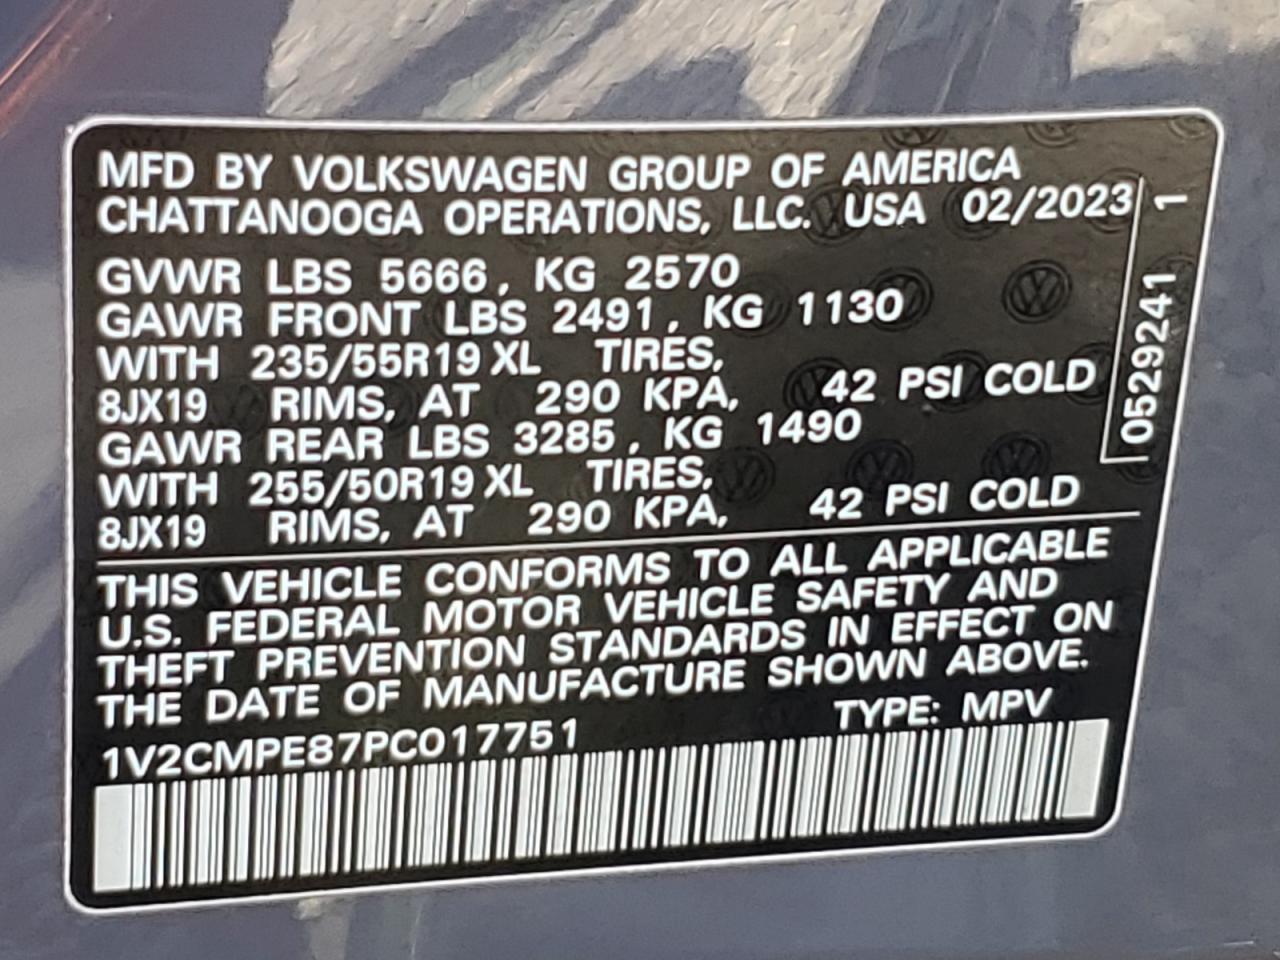 MFD BY VOLKSWAGEN GROUP OF AMERICA
CHATTANOOGA OPERATIONS, LLC. USA 02/2023
GVWR LBS 5666, KG 2570
GAWR FRONT LBS 2491, KG 1130
WITH 235/55R19 XL TIRES,
8JX19 RIMS, AT 290 KPA, 42 PSI COLD
GAWR REAR LBS 3285, KG 1490
WITH 255/50R19 XL TIRES,
8JX19 RIMS, AT 290 KPA, 42 PSI COLD
THIS VEHICLE CONFORMS TO ALL APPLICABLE
U.S. FEDERAL MOTOR VEHICLE SAFETY AND
THEFT PREVENTION STANDARDS IN EFFECT ON
THE DATE OF MANUFACTURE SHOWN ABOVE.
1V2CMPE87PC017751 TYPE: MPV
0529241 1